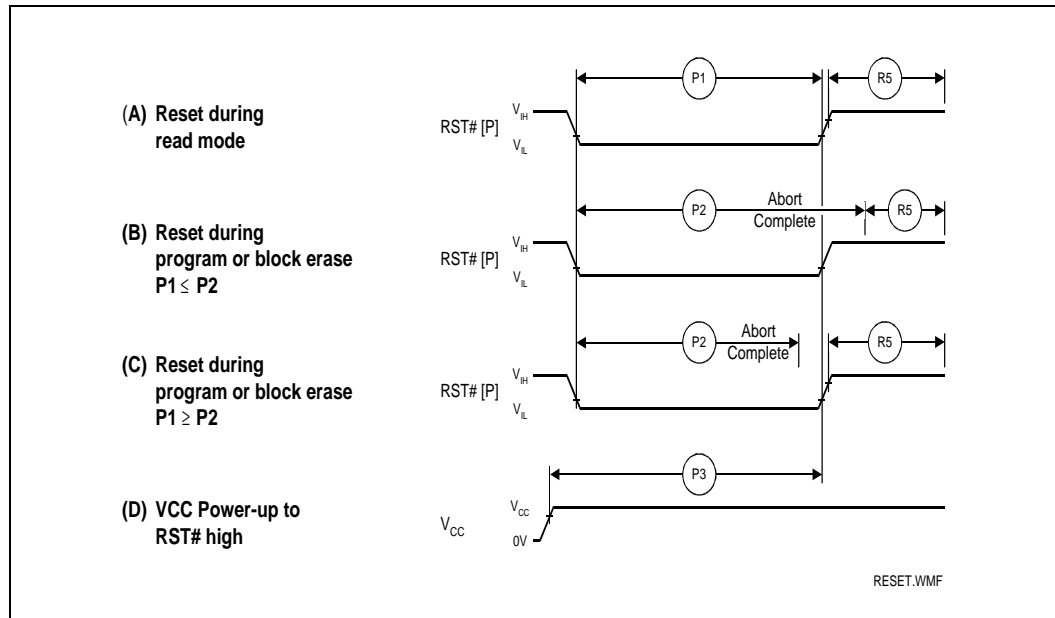 P1
R5
(A) Reset during
read mode
RST# [P]
VIH
VIL
P2
Abort
Complete
R5
(B) Reset during
program or block erase
P1 ≤ P2
RST# [P]
VIH
VIL
P2
Abort
Complete
R5
(C) Reset during
program or block erase
P1 ≥ P2
RST# [P]
VIH
VIL
P3
(D) VCC Power-up to
RST# high
VCC
VCC
0V
RESET.WMF